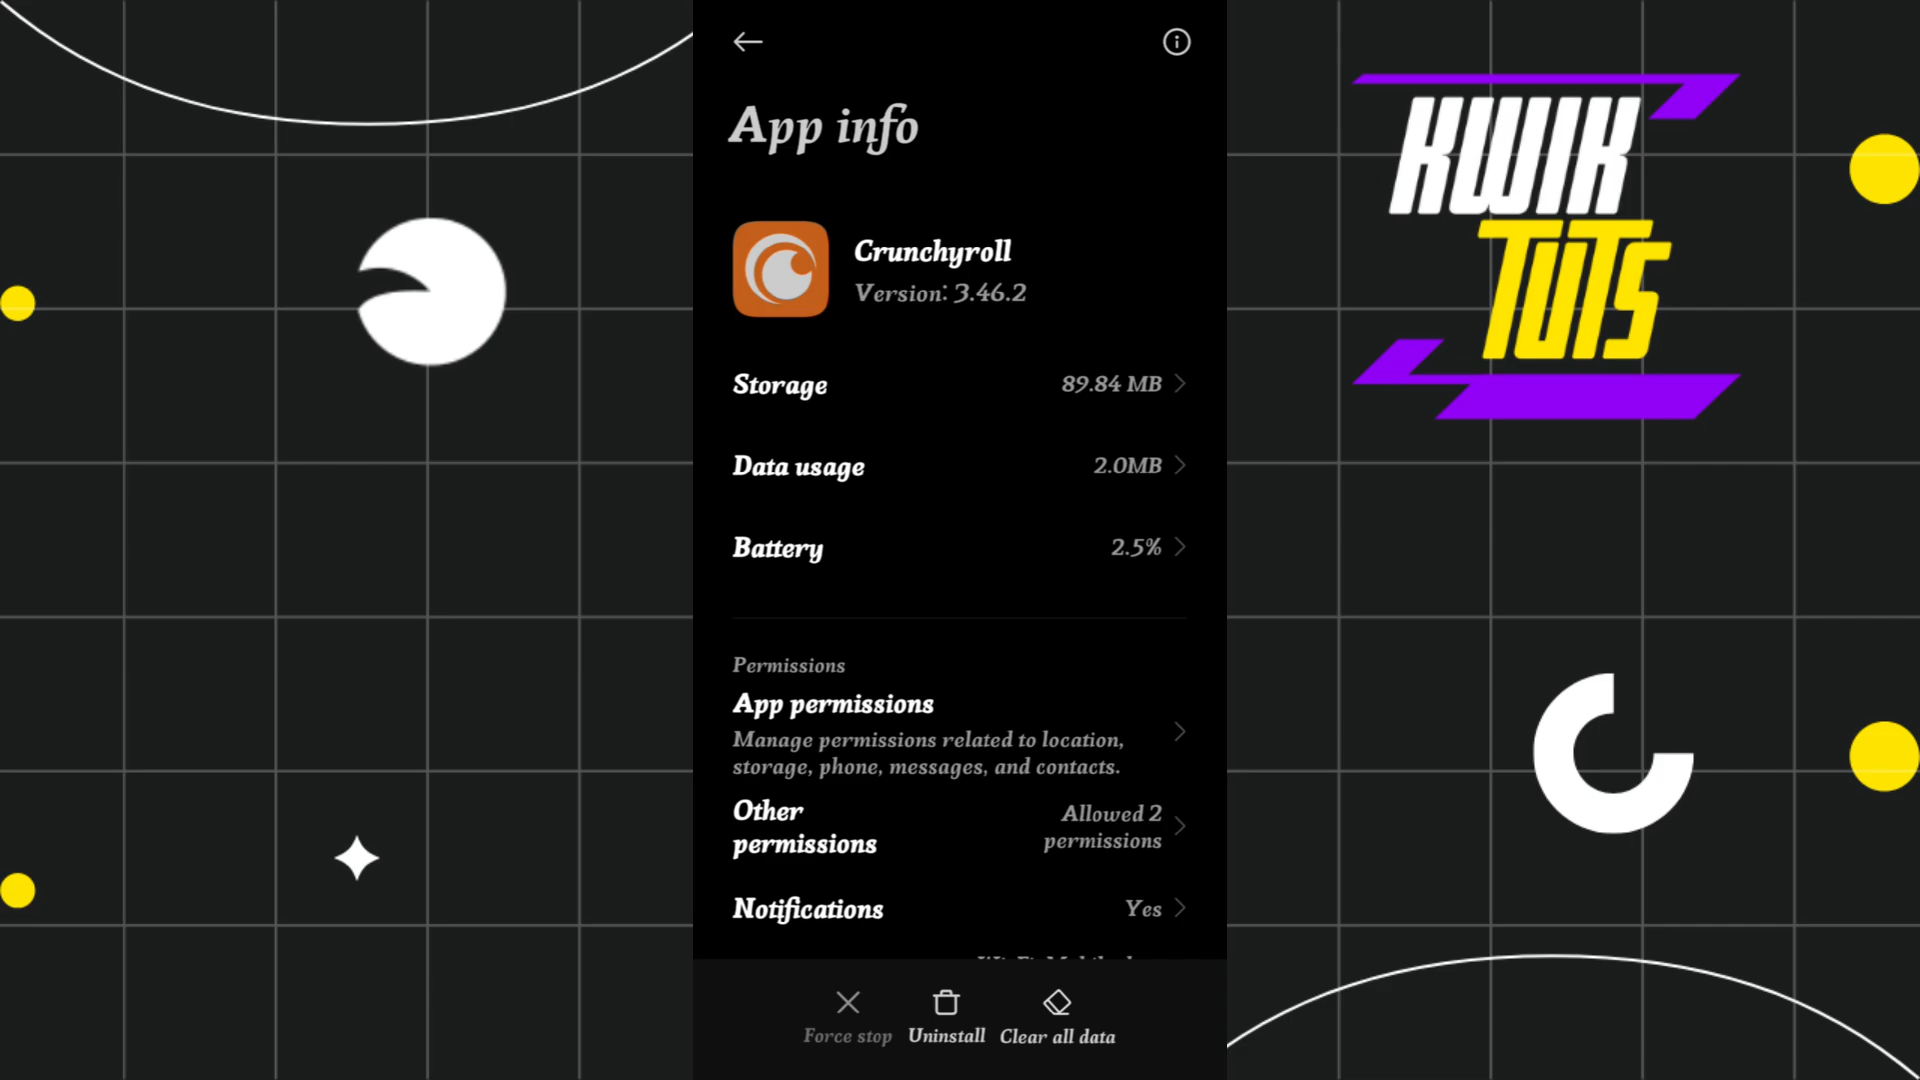 App info
Crunchyroll
Version: 3.46.2
Storage 89.84 MB
Data usage 2.0MB
Battery 2.5%
Permissions
App permissions
Manage permissions related to location,
storage, phone, messages, and contacts.
Other
permissions
Allowed 2
permissions
Notifications Yes
Force stop Uninstall Clear all data
KWIK
TUTS